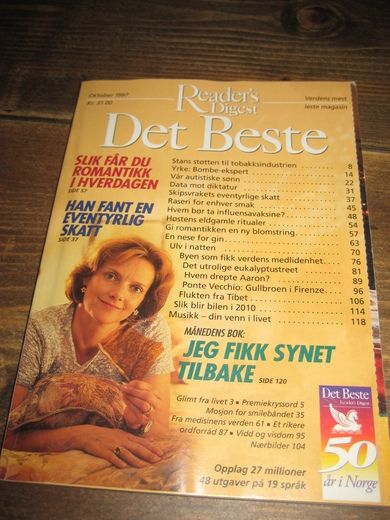 Oktober 1997
Kr. 31.00
Reader's
Digest
Verdens mest
leste magasin
Det Beste
SLIK FÅR DU
ROMANTIKK
I HVERDAGEN
SIDE 57
HAN FANT EN
EVENTYRLIG
SKATT
SIDE 37
Stans støtten til tobakksindustrien 8
Yrke: Bombe-ekspert 14
Vår autistiske sønn 22
Data mot diktatur 31
Skipsvrakets eventyrlige skatt 37
Raseri for enhver smak 45
Hvem bør ta influensavaksine? 48
Høstens eldgamle ritualer 54
Gi romantikken en ny blomstring 57
En nese for gin 63
Ulv i natten 70
Byen som fikk verdens medlidenhet 76
Det utrolige eukalyptustreet 81
Hvem drepte Aaron? 89
Ponte Vecchio: Gullbroen i Firenze 96
Flukten fra Tibet 106
Slik blir bilen i 2010 114
Musikk – din venn i livet 118
MÅNEDENS BOK:
JEG FIKK SYNET
TILBAKE SIDE 120
Glimt fra livet 3 • Premiekryssord 5
Mosjon for smilebåndet 35
Fra medisinens verden 61 • Et rikere
ordforråd 87 • Vidd og visdom 95
Nærbilder 104
Opplag 27 millioner
48 utgaver på 19 språk
Det Beste
Reader's Digest
50
år i Norge